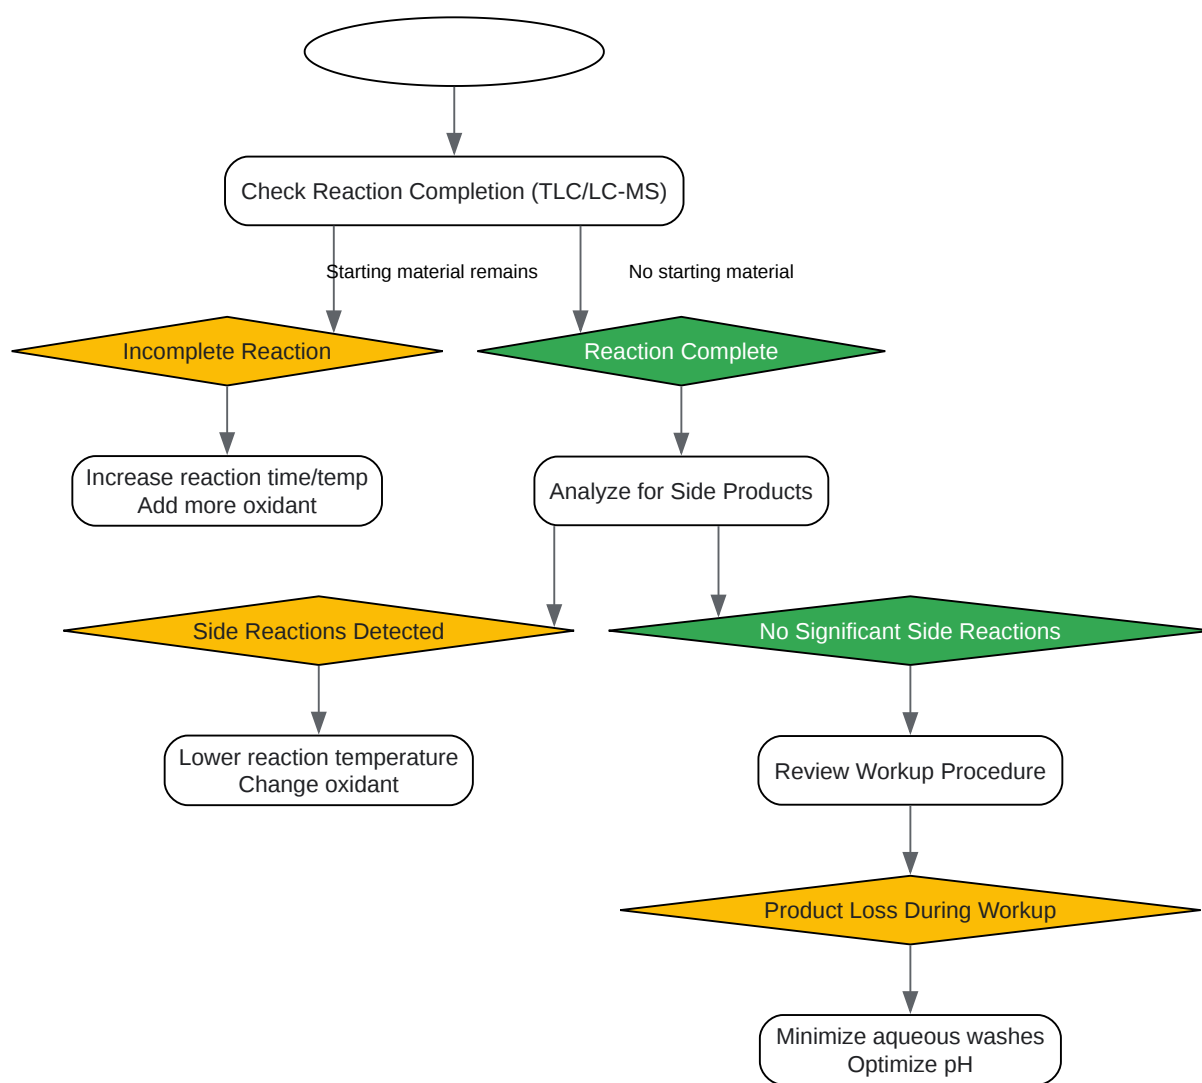 Check Reaction Completion (TLC/LC-MS)
Starting material remains
No starting material
Incomplete Reaction
Reaction Complete
Increase reaction time/temp
Add more oxidant
Analyze for Side Products
Side Reactions Detected
No Significant Side Reactions
Lower reaction temperature
Change oxidant
Review Workup Procedure
Product Loss During Workup
Minimize aqueous washes
Optimize pH